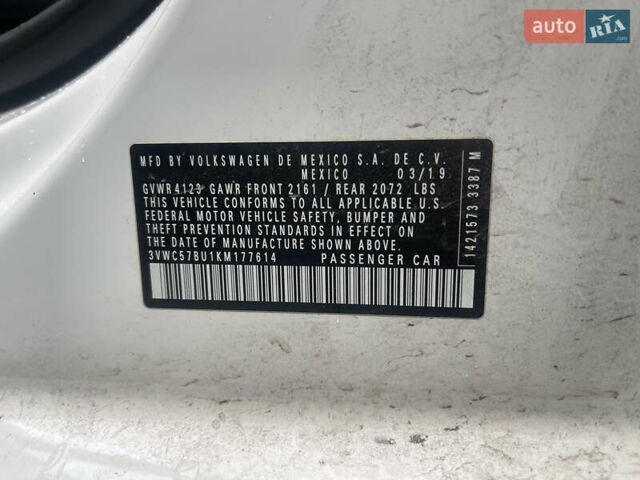 auto RIA
.com
MFD BY VOLKSWAGEN DE MEXICO S.A. DE C.V.
MEXICO 03/19
GVWR 4123 GAWR FRONT 2161 / REAR 2072 LBS
THIS VEHICLE CONFORMS TO ALL APPLICABLE U.S.
FEDERAL MOTOR VEHICLE SAFETY, BUMPER AND
THEFT PREVENTION STANDARDS IN EFFECT ON
THE DATE OF MANUFACTURE SHOWN ABOVE.
3VWC57BU1KM177614 PASSENGER CAR
1421573 3387 M